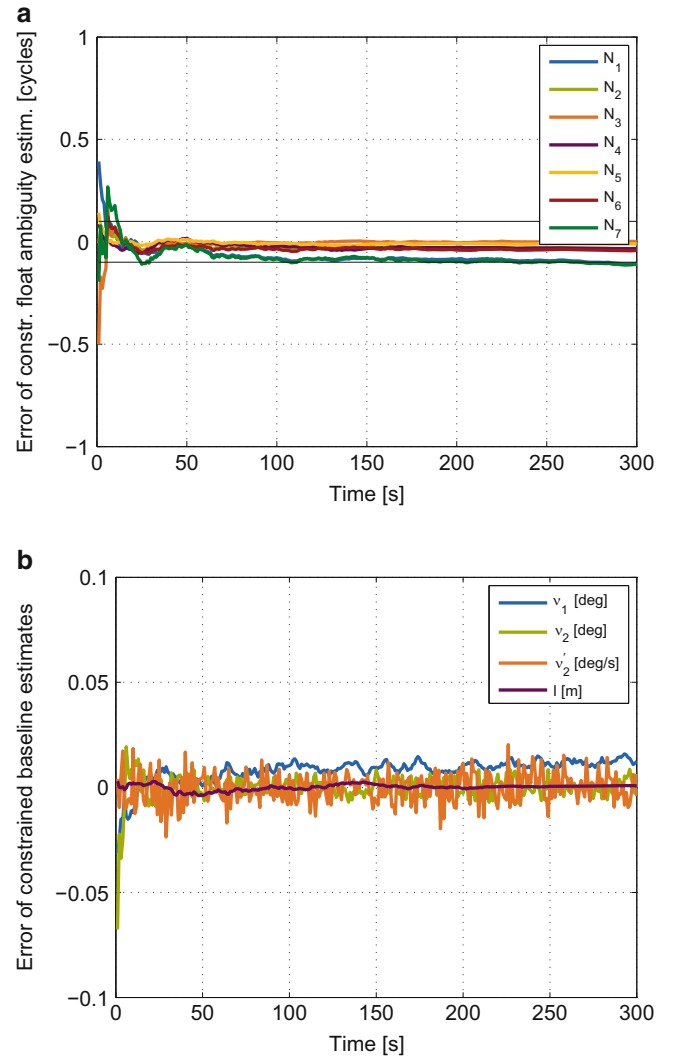 a
Error of constr. float ambiguity estim. [cycles]
1
0.5
0
−0.5
−1
0 50 100 150 200 250 300
Time [s]
N1
N2
N3
N4
N5
N6
N7
b
Error of constrained baseline estimates
0.1
0.05
0
−0.05
−0.1
0 50 100 150 200 250 300
Time [s]
ν1 [deg]
ν2 [deg]
ν2′ [deg/s]
l [m]